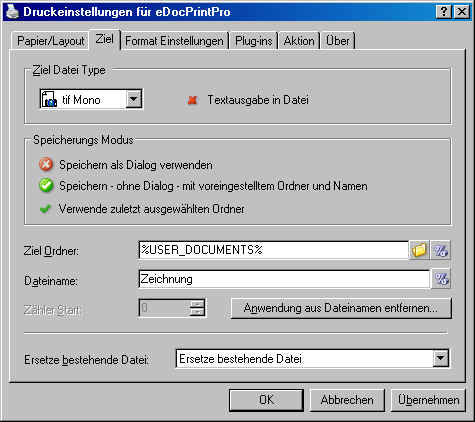 Druckeinstellungen für eDocPrintPro
Papier/Layout Ziel Format Einstellungen Plug-ins Aktion Über
Ziel Datei Type
tif Mono Textausgabe in Datei
Speicherungs Modus
Speichern als Dialog verwenden
Speichern - ohne Dialog - mit voreingestelltem Ordner und Namen
Verwende zuletzt ausgewählten Ordner
Ziel Ordner: %USER_DOCUMENTS%
Dateiname: Zeichnung
Zähler Start: 0 Anwendung aus Dateinamen entfernen...
Ersetze bestehende Datei: Ersetze bestehende Datei.
OK Abbrechen Übernehmen